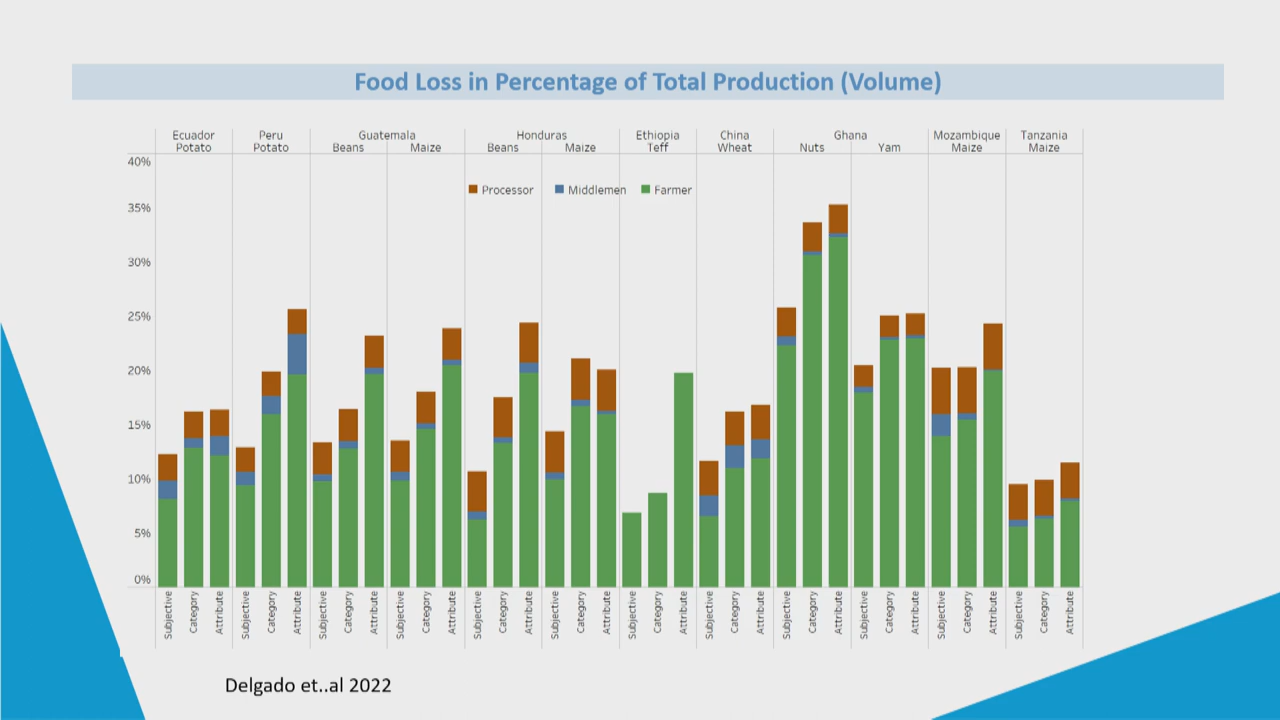 Food Loss in Percentage of Total Production (Volume)
Ecuador Peru Guatemala Honduras Ethiopia China Ghana Mozambique Tanzania
Potato Potato Beans Maize Beans Maize Teff Wheat Nuts Yam Maize Maize
40%
Processor Middlemen Farmer
35%
30%
25%
20%
15%
10%
5%
0%
Subjective Category Attribute Subjective Category Attribute Subjective Category Attribute Subjective Category Attribute Subjective Category Attribute Subjective Category Attribute Subjective Category Attribute Subjective Category Attribute Subjective Category Attribute Subjective Category Attribute Subjective Category Attribute Subjective Category Attribute
Delgado et..al 2022